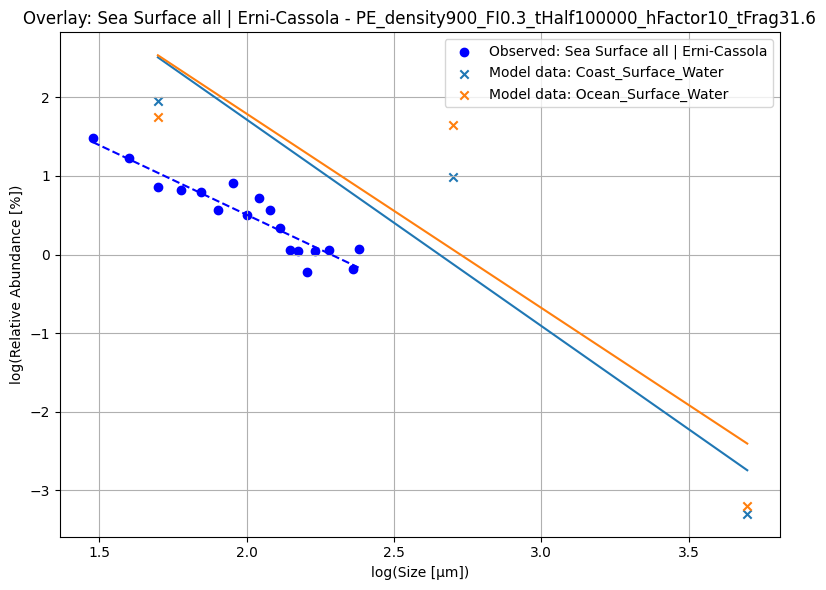 Overlay: Sea Surface all | Erni-Cassola - PE_density900_FI0.3_tHalf100000_hFactor10_tFrag31.6
Observed: Sea Surface all | Erni-Cassola
Model data: Coast_Surface_Water
Model data: Ocean_Surface_Water
log(Relative Abundance [%])
2
1
0
−1
−2
−3
1.5
2.0
2.5
3.0
3.5
log(Size [µm])